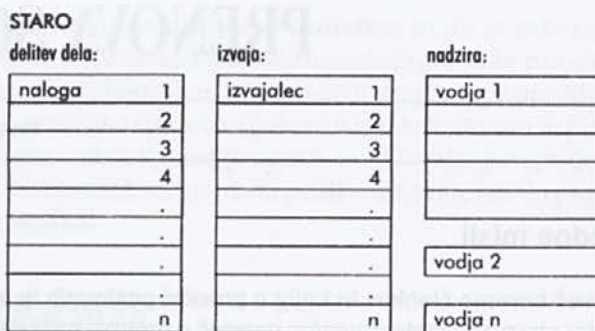 STARO
delitev dela: izvaja: nadzira:
naloga 1 izvajalec 1 vodja 1
2 2
3 3
4 4
. .
. .
. . vodja 2
n n vodja n